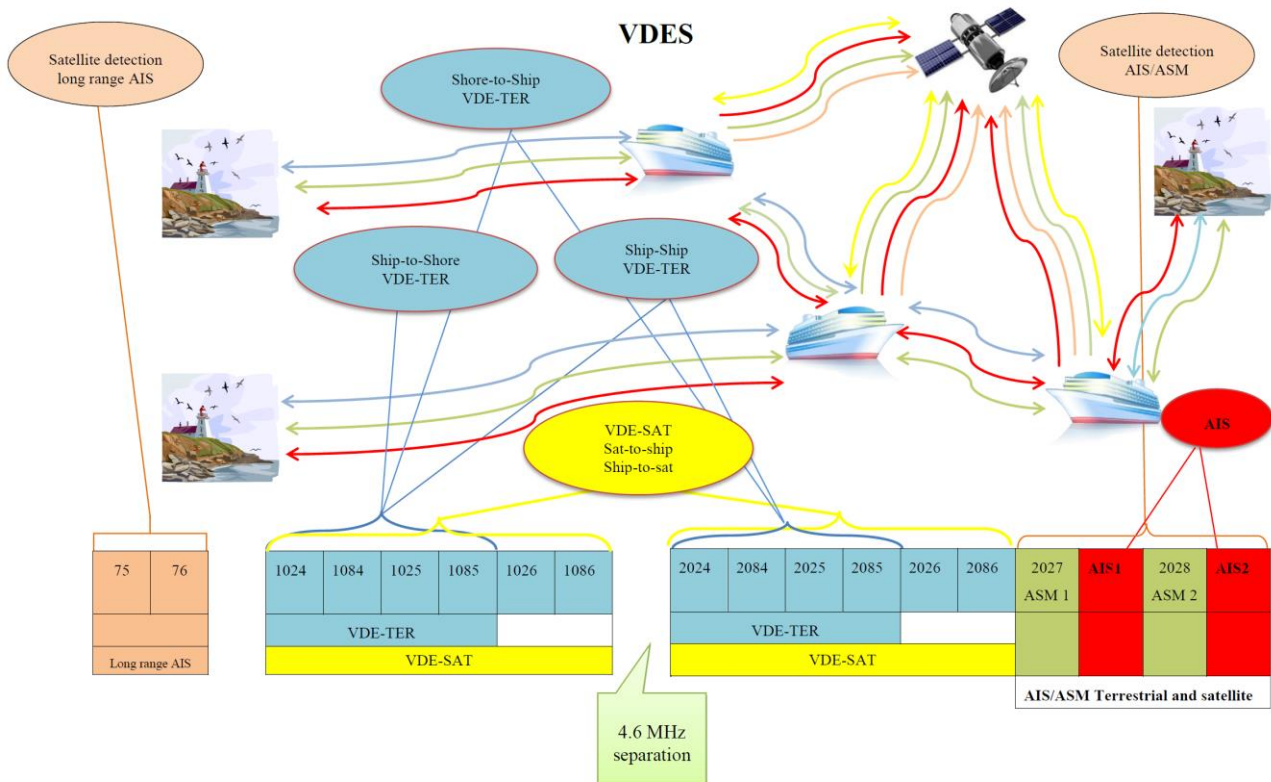 VDES
Satellite detection
long range AIS
Shore-to-Ship
VDE-TER
Satellite detection
AIS/ASM
Ship-to-Shore
VDE-TER
Ship-Ship
VDE-TER
VDE-SAT
Sat-to-ship
Ship-to-sat
AIS
75 76
1024 1084 1025 1085 1026 1086
2024 2084 2025 2085 2026 2086
2027
ASM 1
AIS1
2028
ASM 2
AIS2
VDE-TER
VDE-TER
Long range AIS
VDE-SAT
VDE-SAT
AIS/ASM Terrestrial and satellite
4.6 MHz
separation